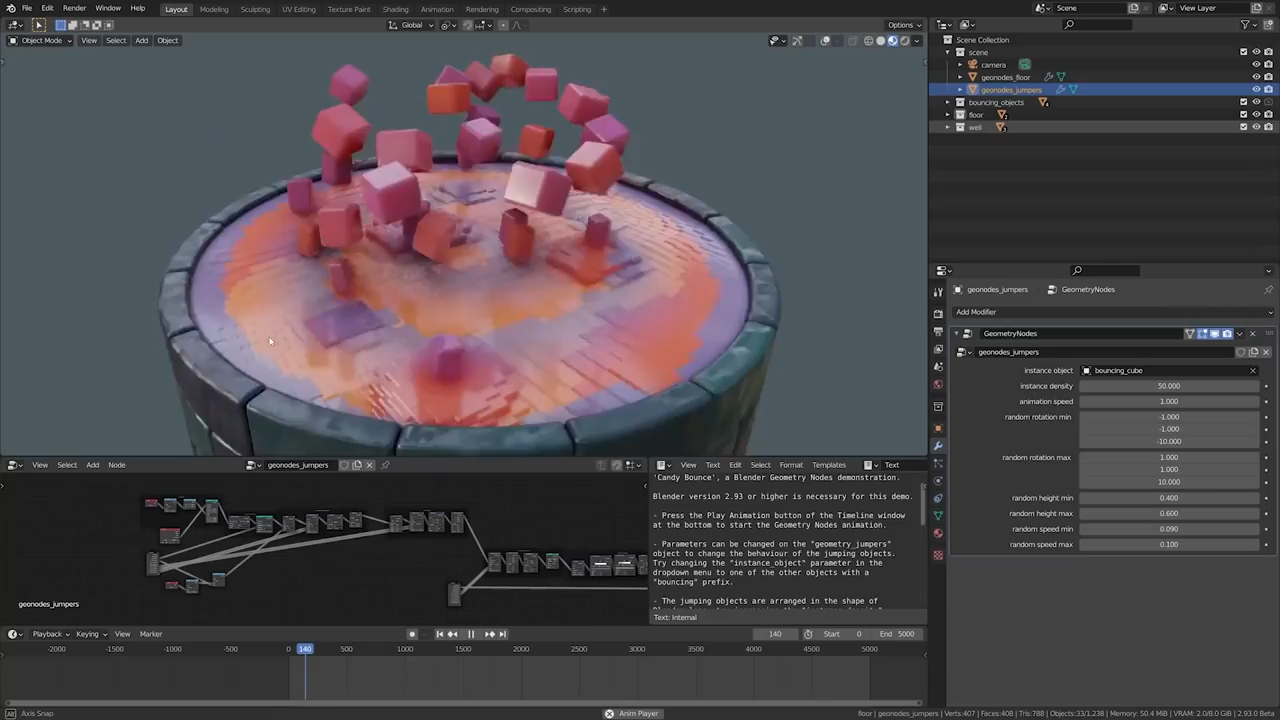 File Edit Render Window Help Layout Modeling Sculpting UV Editing Texture Paint Shading Animation Rendering Compositing Scripting + Scene View Layer
Global Options
Object Mode View Select Add Object
Scene Collection
scene
camera
geonodes_floor
geonodes_jumpers
bouncing_objects
floor
well
geonodes_jumpers GeometryNodes
Add Modifier
GeometryNodes
geonodes_jumpers
instance object bouncing_cube
instance density 50.000
animation speed 1.000
random rotation min -1.000
-1.000
-10.000
random rotation max 1.000
1.000
10.000
random height min 0.400
random height max 0.600
random speed min 0.090
random speed max 0.100
View Select Add Node geonodes_jumpers
geonodes_jumpers
View Text Edit Select Format Templates Text
'Candy Bounce', a Blender Geometry Nodes demonstration.
Blender version 2.93 or higher is necessary for this demo.
- Press the Play Animation button of the Timeline window
at the bottom to start the Geometry Nodes animation.
- Parameters can be changed on the "geometry_jumpers"
object to change the behaviour of the jumping objects.
Try changing the "instance_object" parameter in the
dropdown menu to one of the other objects with a
"bouncing" prefix.
- The jumping objects are arranged in the shape of
Text: Internal
Playback Keying View Marker 140 Start 0 End 5000
-2000 -1500 -1000 -500 0 140 500 1000 1500 2000 2500 3000 3500 4000 4500 5000
Axis Snap Anim Player floor | geonodes_jumpers | Verts:407 | Faces:408 | Tris:788 | Objects:33/1,238 | Memory: 50.4 MiB | VRAM: 2.0/8.0 GiB | 2.93.0 Beta